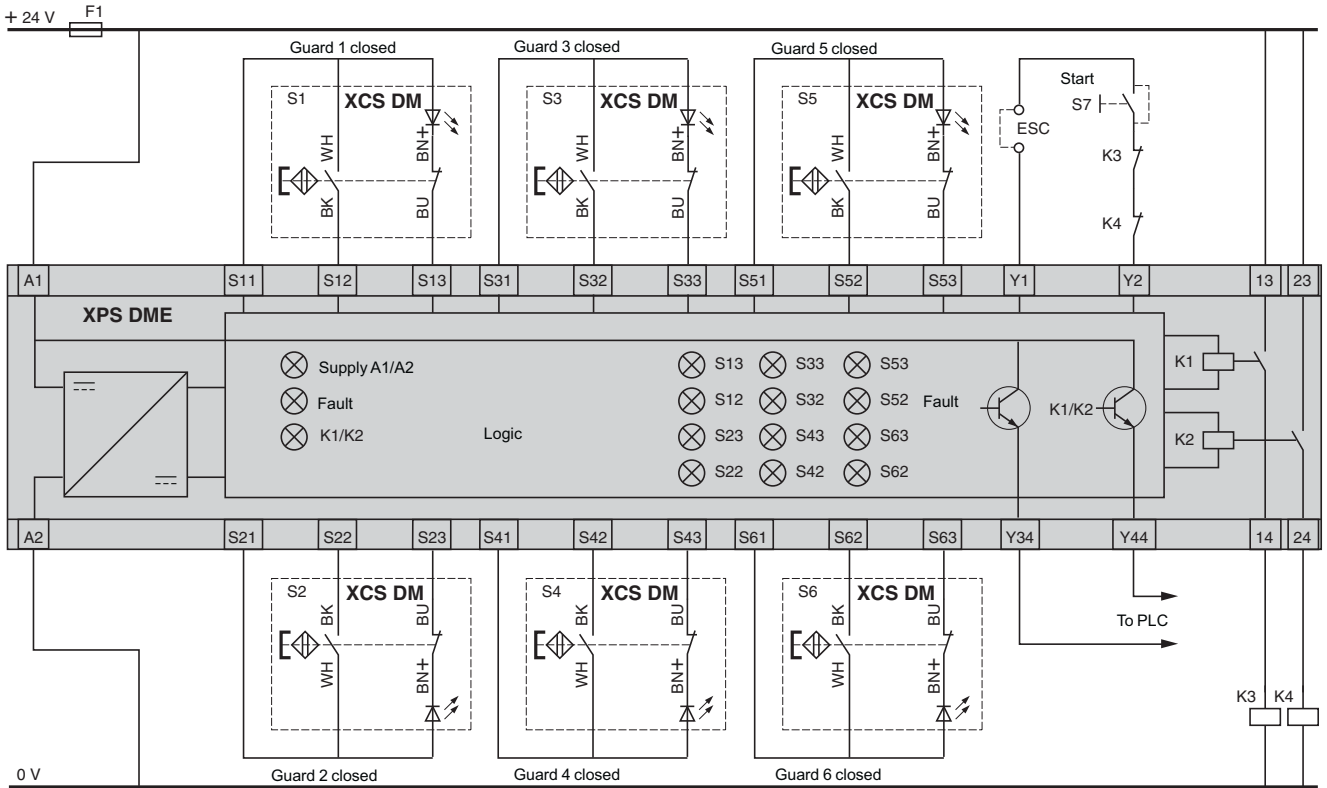 + 24 V
F1
Guard 1 closed
Guard 3 closed
Guard 5 closed
S1
XCS DM
WH
BN+
BK
BU
S3
XCS DM
WH
BN+
BK
BU
S5
XCS DM
WH
BN+
BK
BU
ESC
Start
S7
K3
K4
A1
S11
S12
S13
S31
S32
S33
S51
S52
S53
Y1
Y2
13
23
XPS DME
Supply A1/A2
Fault
K1/K2
Logic
S13
S33
S53
S12
S32
S52
S23
S43
S63
S22
S42
S62
Fault
K1/K2
K1
K2
A2
S21
S22
S23
S41
S42
S43
S61
S62
S63
Y34
Y44
14
24
S2
XCS DM
BK
BU
WH
BN+
S4
XCS DM
BK
BU
WH
BN+
S6
XCS DM
BK
BU
WH
BN+
To PLC
K3
K4
0 V
Guard 2 closed
Guard 4 closed
Guard 6 closed